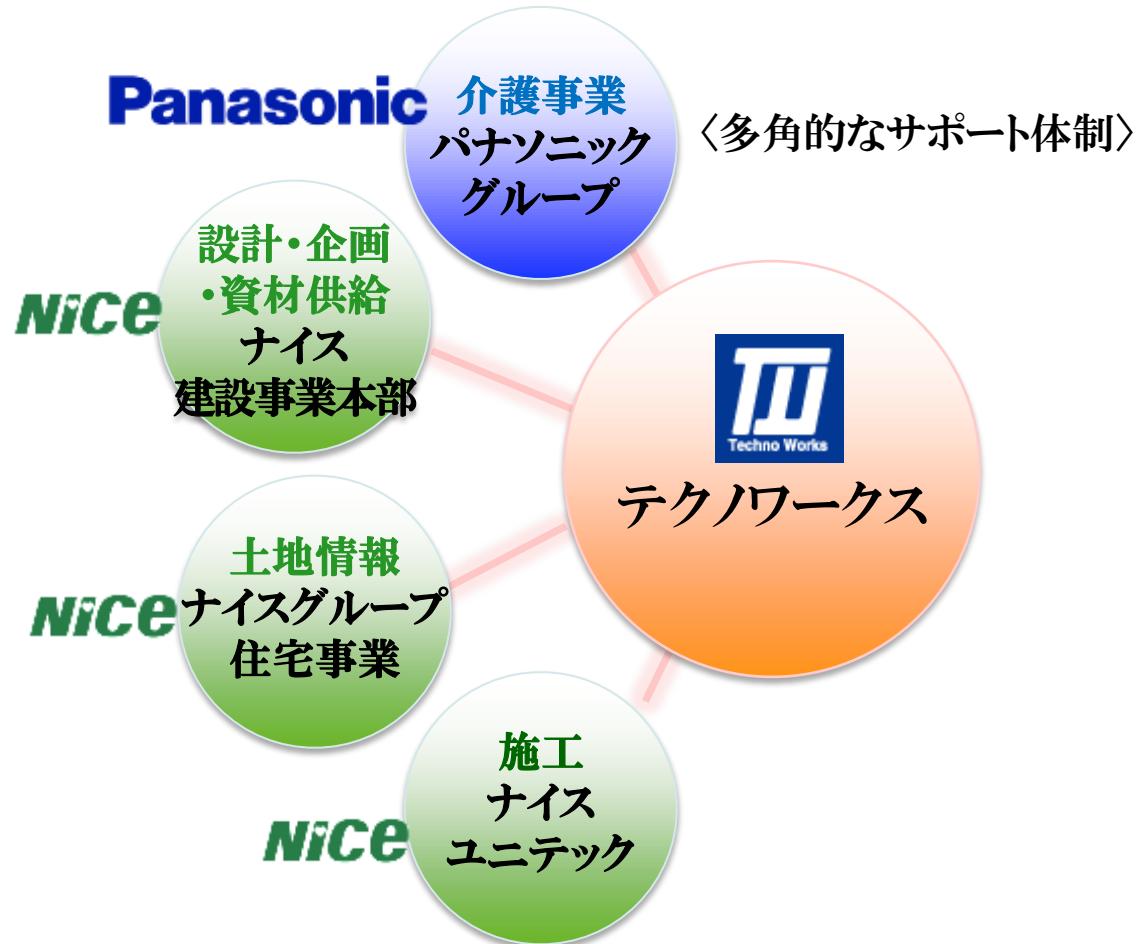 Panasonic
介護事業
パナソニック
グループ
〈多角的なサポート体制〉
設計・企画
・資材供給
ナイス
建設事業本部
NiCe
TW
Techno Works
テクノワークス
土地情報
ナイスグループ
住宅事業
NiCe
施工
ナイス
ユニテック
NiCe